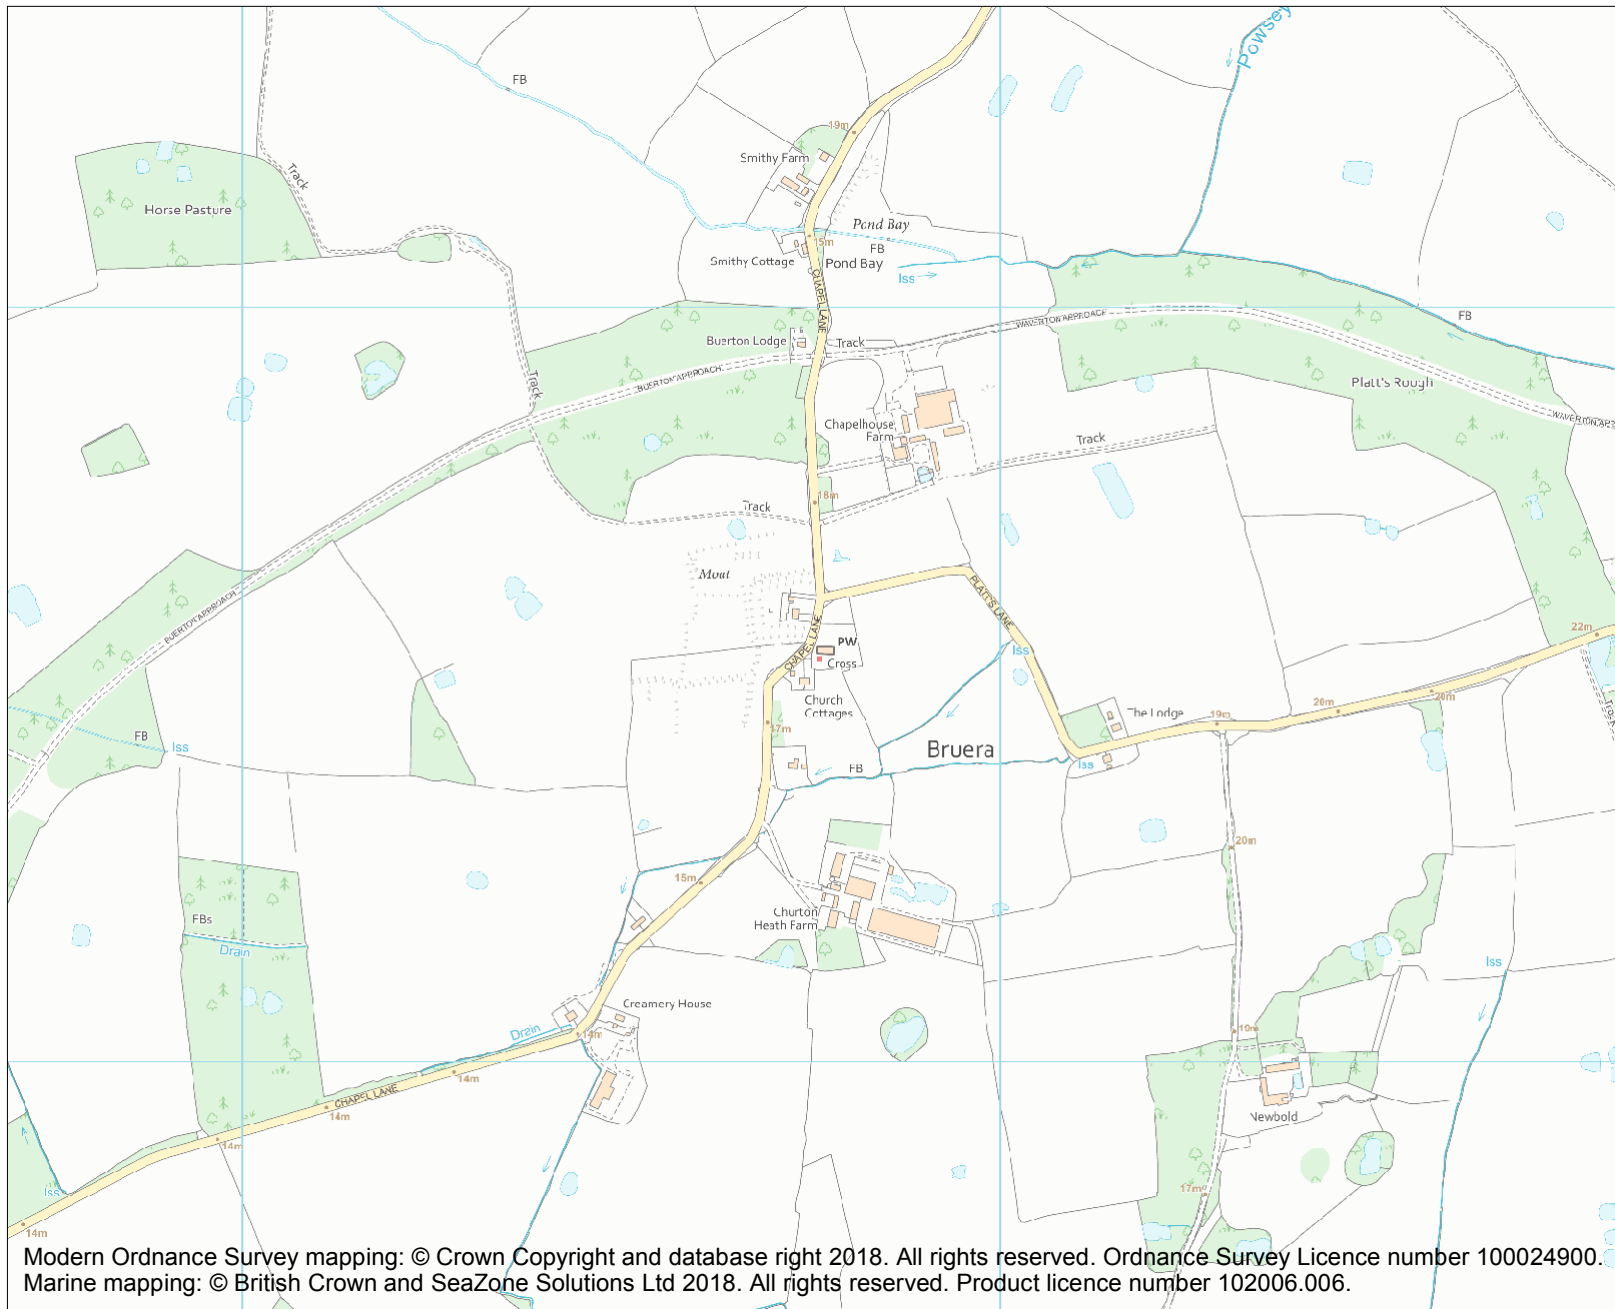 Powsey
FB
19m
Smithy Farm
Track
Horse Pasture
Pond Bay
15m
FB
Smithy Cottage
Pond Bay
Iss
CHAPEL LANE
WAVERTON APPROACH
FB
Buerton Lodge
Track
BUERTON APPROACH
Track
Platt's Rough
WAVERTON
Chapelhouse
Farm
Track
18m
Track
Moat
PLATT'S LANE
BUERTON APPROACH
22m
CHAPEL LANE
PW
Iss
Cross
Church
Cottages
20m
20m
The Lodge
19m
Track
17m
FB
Iss
Bruera
FB
Iss
20m
15m
Churton
Heath Farm
FBs
Drain
Iss
Creamery House
Drain
14m
19m
14m
CHAPEL LANE
14m
Newbold
14m
Iss
17m
14m
Modern Ordnance Survey mapping: © Crown Copyright and database right 2018. All rights reserved. Ordnance Survey Licence number 100024900.
Marine mapping: © British Crown and SeaZone Solutions Ltd 2018. All rights reserved. Product licence number 102006.006.